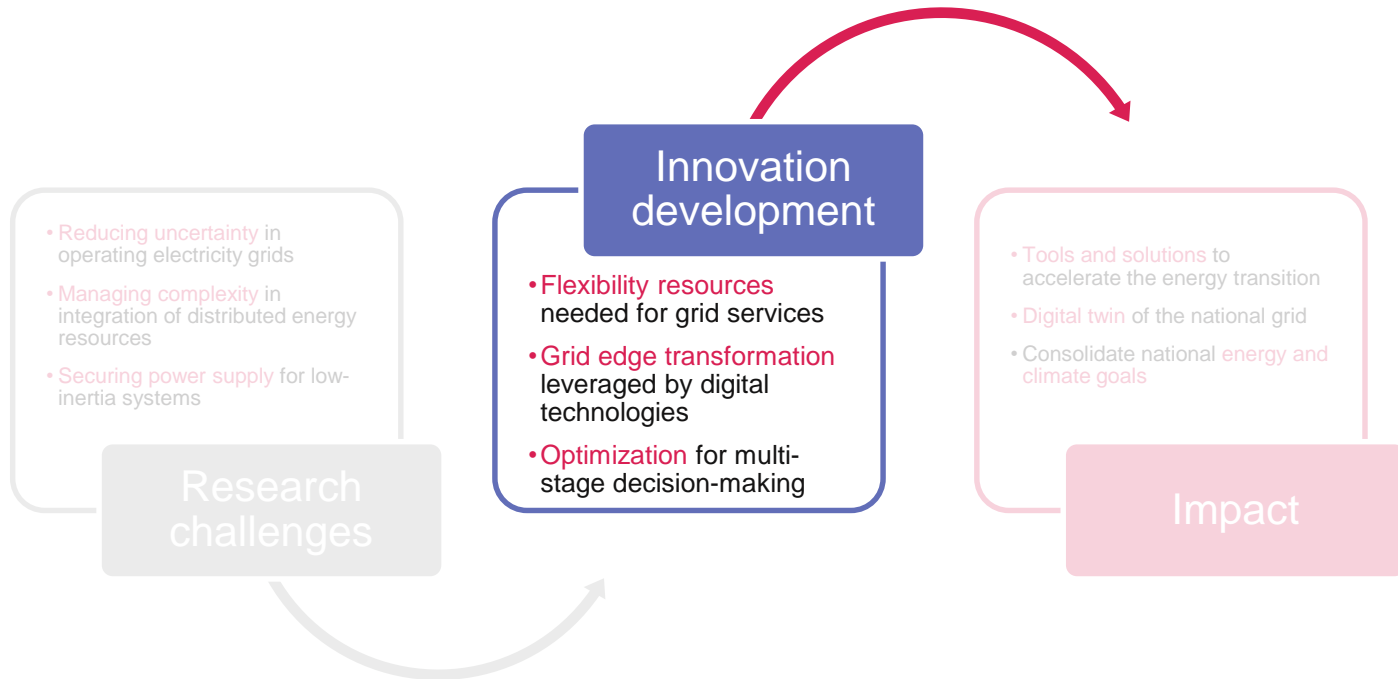 • Reducing uncertainty in
operating electricity grids
• Managing complexity in
integration of distributed energy
resources
• Securing power supply for low-
inertia systems
Research
challenges
Innovation
development
• Flexibility resources
needed for grid services
• Grid edge transformation
leveraged by digital
technologies
• Optimization for multi-
stage decision-making
• Tools and solutions to
accelerate the energy transition
• Digital twin of the national grid
• Consolidate national energy and
climate goals
Impact